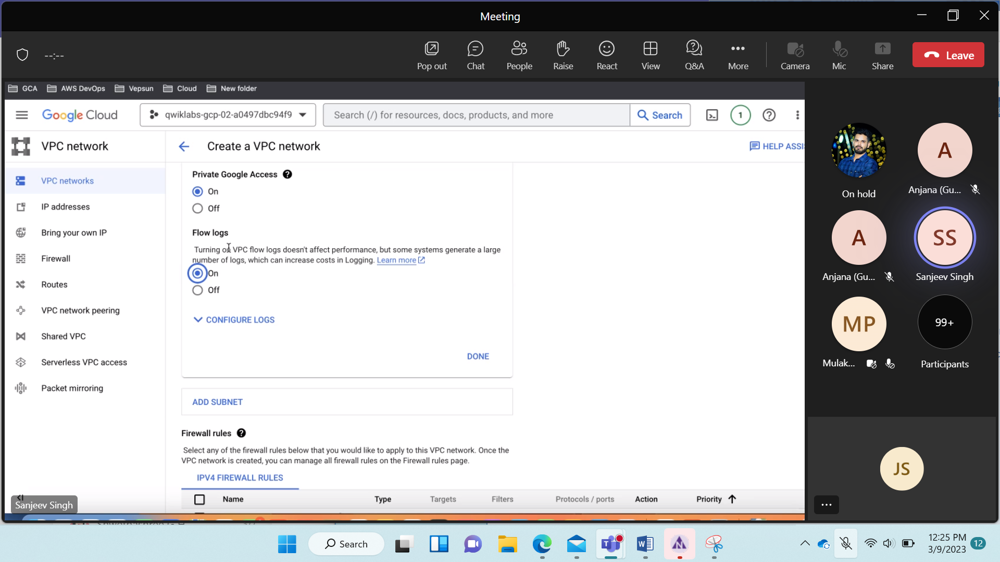 Meeting
--:--
Pop out
Chat
People
Raise
React
View
Q&A
More
Camera
Mic
Share
Leave
GCA
AWS DevOps
Vepsun
Cloud
New folder
Google Cloud
qwiklabs-gcp-02-a0497dbc94f9
Search (/) for resources, docs, products, and more
Search
1
VPC network
Create a VPC network
HELP ASSI
VPC networks
IP addresses
Bring your own IP
Firewall
Routes
VPC network peering
Shared VPC
Serverless VPC access
Packet mirroring
Private Google Access
On
Off
Flow logs
Turning on VPC flow logs doesn't affect performance, but some systems generate a large
number of logs, which can increase costs in Logging. Learn more
On
Off
CONFIGURE LOGS
DONE
ADD SUBNET
Firewall rules
Select any of the firewall rules below that you would like to apply to this VPC network. Once the
VPC network is created, you can manage all firewall rules on the Firewall rules page.
IPV4 FIREWALL RULES
Name Type Targets Filters Protocols / ports Action Priority
Sanjeev Singh
On hold
A
Anjana (Gu...
A
Anjana (Gu...
SS
Sanjeev Singh
MP
Mulak...
99+
Participants
JS
Search
12:25 PM
3/9/2023
12